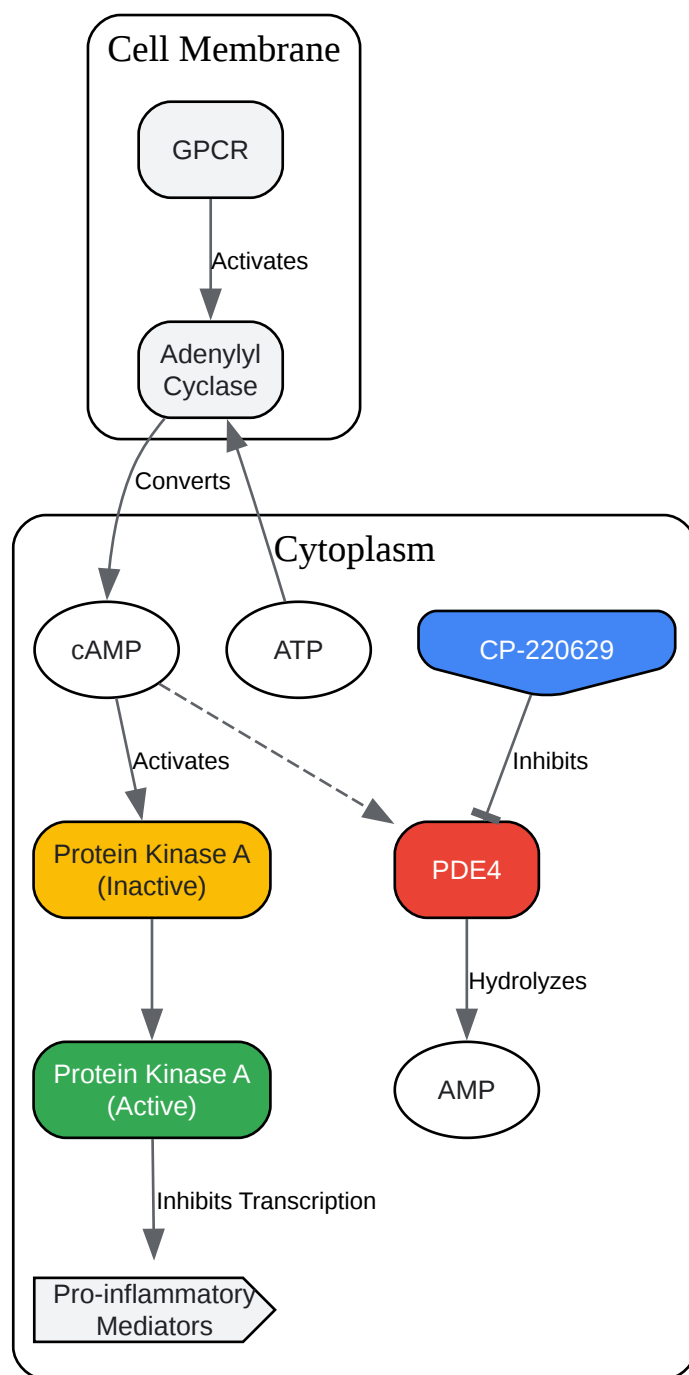 Cell Membrane
GPCR
Activates
Adenylyl
Cyclase
Converts
Cytoplasm
cAMP
ATP
CP-220629
Activates
Inhibits
Protein Kinase A
(Inactive)
PDE4
Hydrolyzes
Protein Kinase A
(Active)
AMP
Inhibits Transcription
Pro-inflammatory
Mediators